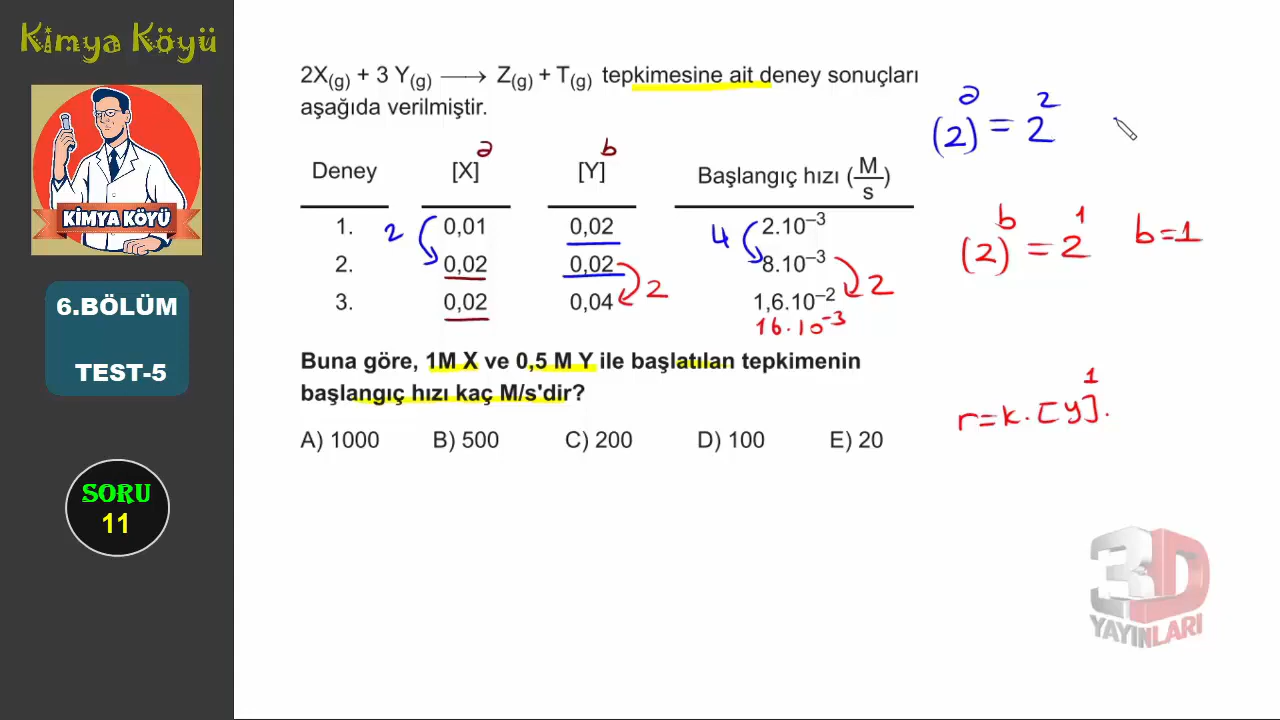 Kimya Köyü
KİMYA KÖYÜ
6.BÖLÜM
TEST-5
SORU
11
2X(g) + 3 Y(g) ⟶ Z(g) + T(g) tepkimesine ait deney sonuçları
aşağıda verilmiştir.
Deney [X]ᵃ [Y]ᵇ Başlangıç hızı (M/s)
1. 2 0,01 0,02 4 2.10⁻³
2. 0,02 0,02 2 8.10⁻³ 2
3. 0,02 0,04 1,6.10⁻²
16.10⁻³
Buna göre, 1M X ve 0,5 M Y ile başlatılan tepkimenin
başlangıç hızı kaç M/s'dir?
A) 1000 B) 500 C) 200 D) 100 E) 20
(2)ᵃ = 2²
(2)ᵇ = 2¹ b=1
r=k.[y]¹.
3D
YAYINLARI